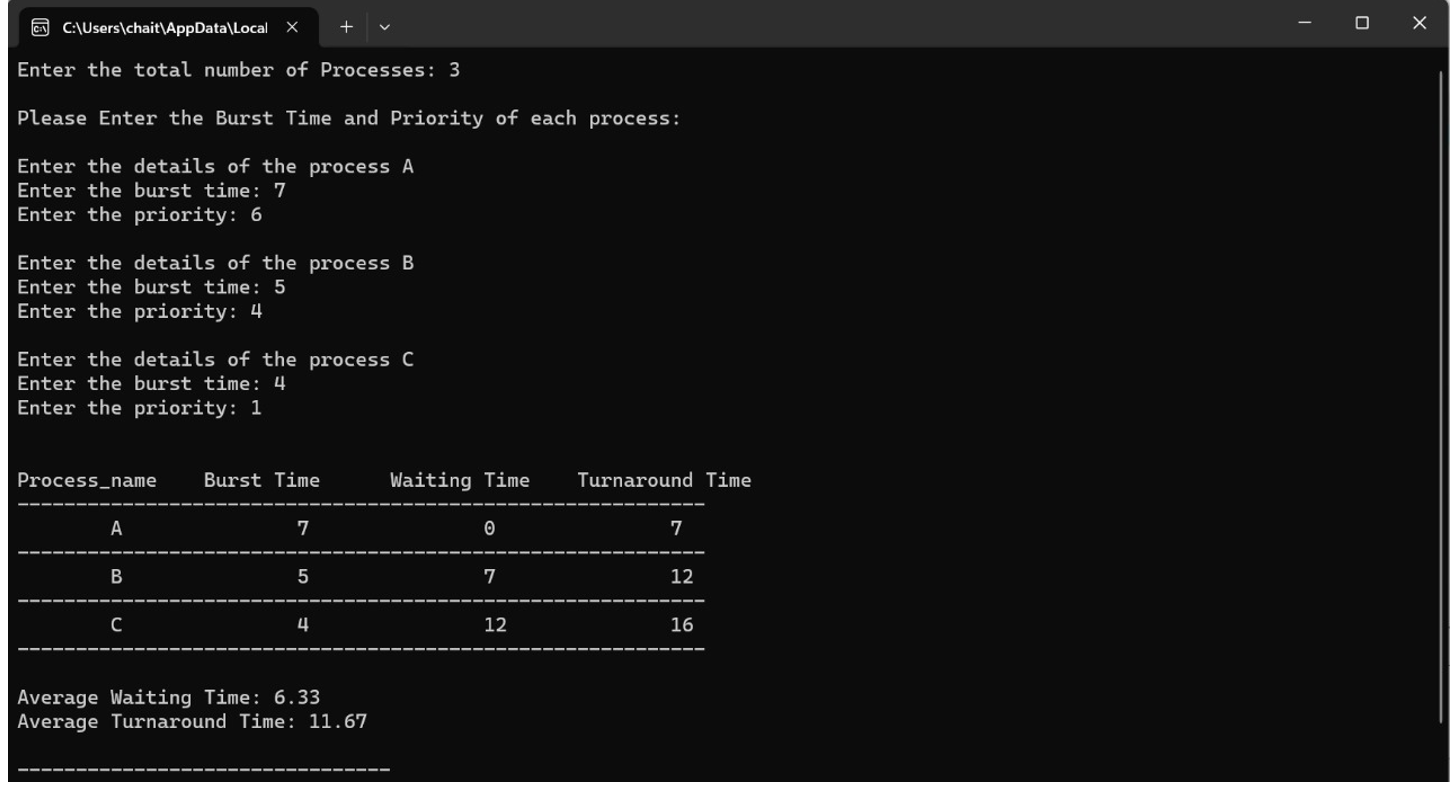 C:\Users\chait\AppData\Local
Enter the total number of Processes: 3
Please Enter the Burst Time and Priority of each process:
Enter the details of the process A
Enter the burst time: 7
Enter the priority: 6
Enter the details of the process B
Enter the burst time: 5
Enter the priority: 4
Enter the details of the process C
Enter the burst time: 4
Enter the priority: 1
Process_name Burst Time Waiting Time Turnaround Time
-----------------------------------------------------------
A 7 0 7
-----------------------------------------------------------
B 5 7 12
-----------------------------------------------------------
C 4 12 16
-----------------------------------------------------------
Average Waiting Time: 6.33
Average Turnaround Time: 11.67
--------------------------------